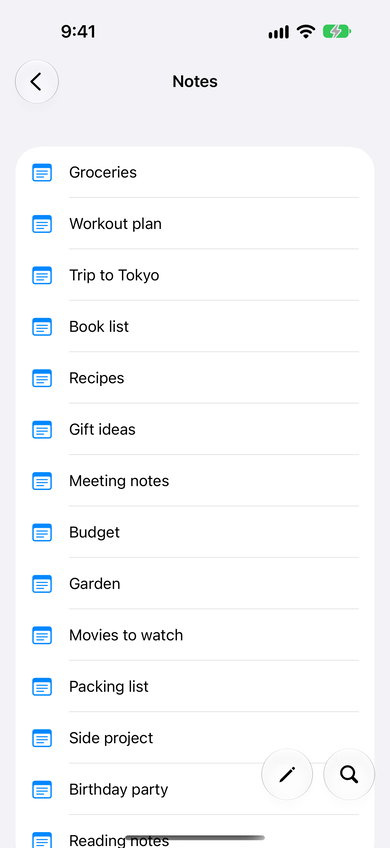 9:41
Notes
Groceries
Workout plan
Trip to Tokyo
Book list
Recipes
Gift ideas
Meeting notes
Budget
Garden
Movies to watch
Packing list
Side project
Birthday party
Reading notes